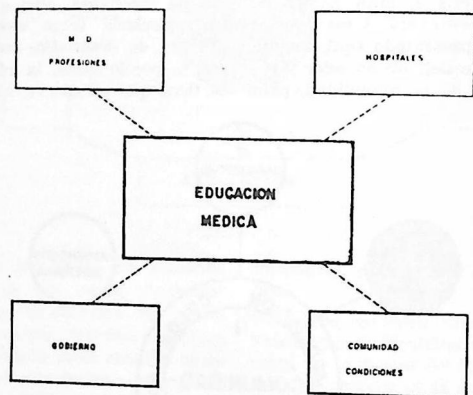 M D
PROFESIONES
HOSPITALES
EDUCACION
MEDICA
GOBIERNO
COMUNIDAD
CONDICIONES